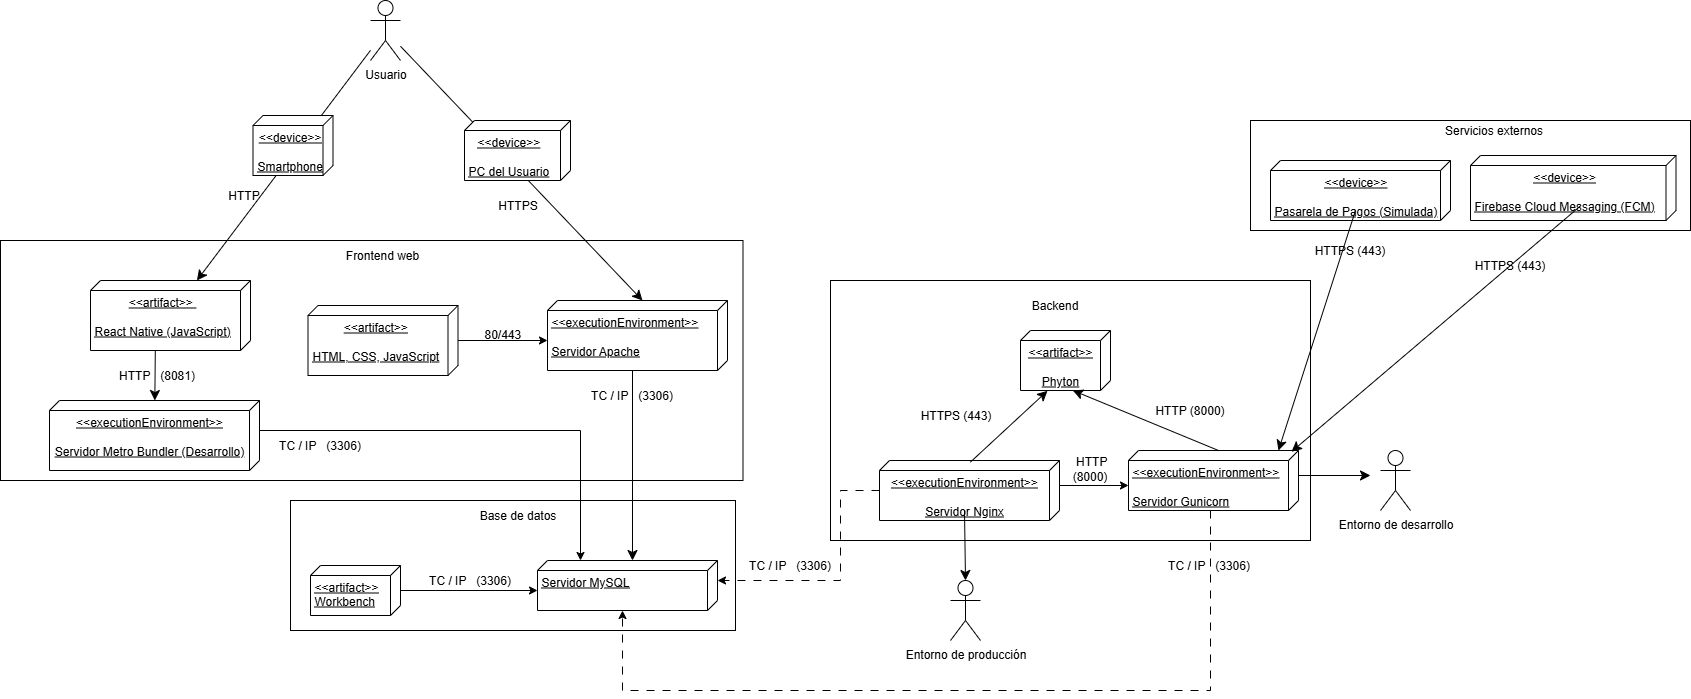 Usuario
<<device>>
Smartphone
<<device>>
PC del Usuario
HTTP
HTTPS
Frontend web
<<artifact>>
React Native (JavaScript)
<<artifact>>
HTML, CSS, JavaScript
80/443
<<executionEnvironment>>
Servidor Apache
HTTP (8081)
<<executionEnvironment>>
Servidor Metro Bundler (Desarrollo)
TC / IP (3306)
TC / IP (3306)
Base de datos
<<artifact>>
Workbench
TC / IP (3306)
Servidor MySQL
Servicios externos
<<device>>
Pasarela de Pagos (Simulada)
<<device>>
Firebase Cloud Messaging (FCM)
HTTPS (443)
HTTPS (443)
Backend
<<artifact>>
Phyton
HTTPS (443)
HTTP (8000)
<<executionEnvironment>>
Servidor Nginx
HTTP
(8000)
<<executionEnvironment>>
Servidor Gunicorn
Entorno de desarrollo
TC / IP (3306)
TC / IP (3306)
Entorno de producción